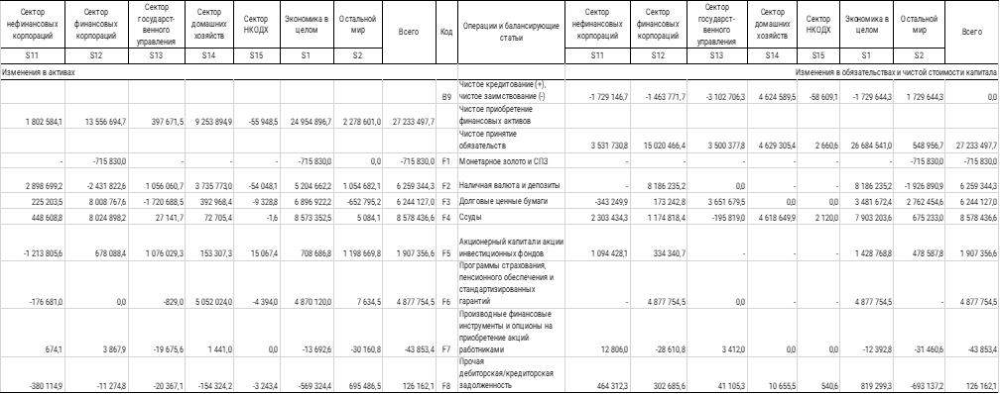 Сектор нефинансовых корпораций	Сектор финансовых корпораций	Сектор государст-венного управления	Сектор домашних хозяйств	Сектор НКОДХ	Экономика в целом	Остальной мир	Всего	Код	Операции и балансирующие статьи	Сектор нефинансовых корпораций	Сектор финансовых корпораций	Сектор государст-венного управления	Сектор домашних хозяйств	Сектор НКОДХ	Экономика в целом	Остальной мир	Всего
S11	S12	S13	S14	S15	S1	S2	S11	S12	S13	S14	S15	S1	S2
Изменения в активах	Изменения в обязательствах и чистой стоимости капитала
B9	Чистое кредитование (+), чистое заимствование (-)	-1 729 146,7	-1 463 771,7	-3 102 706,3	4 624 589,5	-58 609,1	-1 729 644,3	1 729 644,3	0,0
1 802 584,1	13 556 694,7	397 671,5	9 253 894,9	-55 948,5	24 954 896,7	2 278 601,0	27 233 497,7	Чистое приобретение финансовых активов
Чистое принятие обязательств	3 531 730,8	15 020 466,4	3 500 377,8	4 629 305,4	2 660,6	26 684 541,0	548 956,7	27 233 497,7
-	-715 830,0	-	-	-	-715 830,0	0,0	-715 830,0	F1	Монетарное золото и СПЗ	-	-	-	-	-	-	-715 830,0	-715 830,0
2 898 699,2	-2 431 822,6	1 056 060,7	3 735 773,0	-54 048,1	5 204 662,2	1 054 682,1	6 259 344,3	F2	Наличная валюта и депозиты	-	8 186 235,2	0,0	-	-	8 186 235,2	-1 926 890,9	6 259 344,3
225 203,5	8 008 767,6	-1 720 688,5	392 968,4	-9 328,8	6 896 922,2	-652 795,2	6 244 127,0	F3	Долговые ценные бумаги	-343 249,9	173 242,8	3 651 679,5	0,0	0,0	3 481 672,4	2 762 454,6	6 244 127,0
448 608,8	8 024 898,2	27 141,7	72 705,4	-1,6	8 573 352,5	5 084,1	8 578 436,6	F4	Ссуды	2 303 434,3	1 174 818,4	-195 819,0	4 618 649,9	2 120,0	7 903 203,6	675 233,0	8 578 436,6
-1 213 805,6	678 088,4	1 076 029,3	153 307,3	15 067,4	708 686,8	1 198 669,8	1 907 356,6	F5	Акционерный капитал и акции инвестиционных фондов	1 094 428,1	334 340,7	-	-	-	1 428 768,8	478 587,8	1 907 356,6
-176 681,0	0,0	-829,0	5 052 024,0	-4 394,0	4 870 120,0	7 634,5	4 877 754,5	F6	Программы страхования, пенсионного обеспечения и стандартизированных гарантий	-	4 877 754,5	0,0	-	-	4 877 754,5	-	4 877 754,5
674,1	3 867,9	-19 675,6	1 441,0	0,0	-13 692,6	-30 160,8	-43 853,4	F7	Производные финансовые инструменты и опционы на приобретение акций работниками	12 806,0	-28 610,8	3 412,0	0,0	0,0	-12 392,8	-31 460,6	-43 853,4
-380 114,9	-11 274,8	-20 367,1	-154 324,2	-3 243,4	-569 324,4	695 486,5	126 162,1	F8	Прочая дебиторская/кредиторская задолженность	464 312,3	302 685,6	41 105,3	10 655,5	540,6	819 299,3	-693 137,2	126 162,1